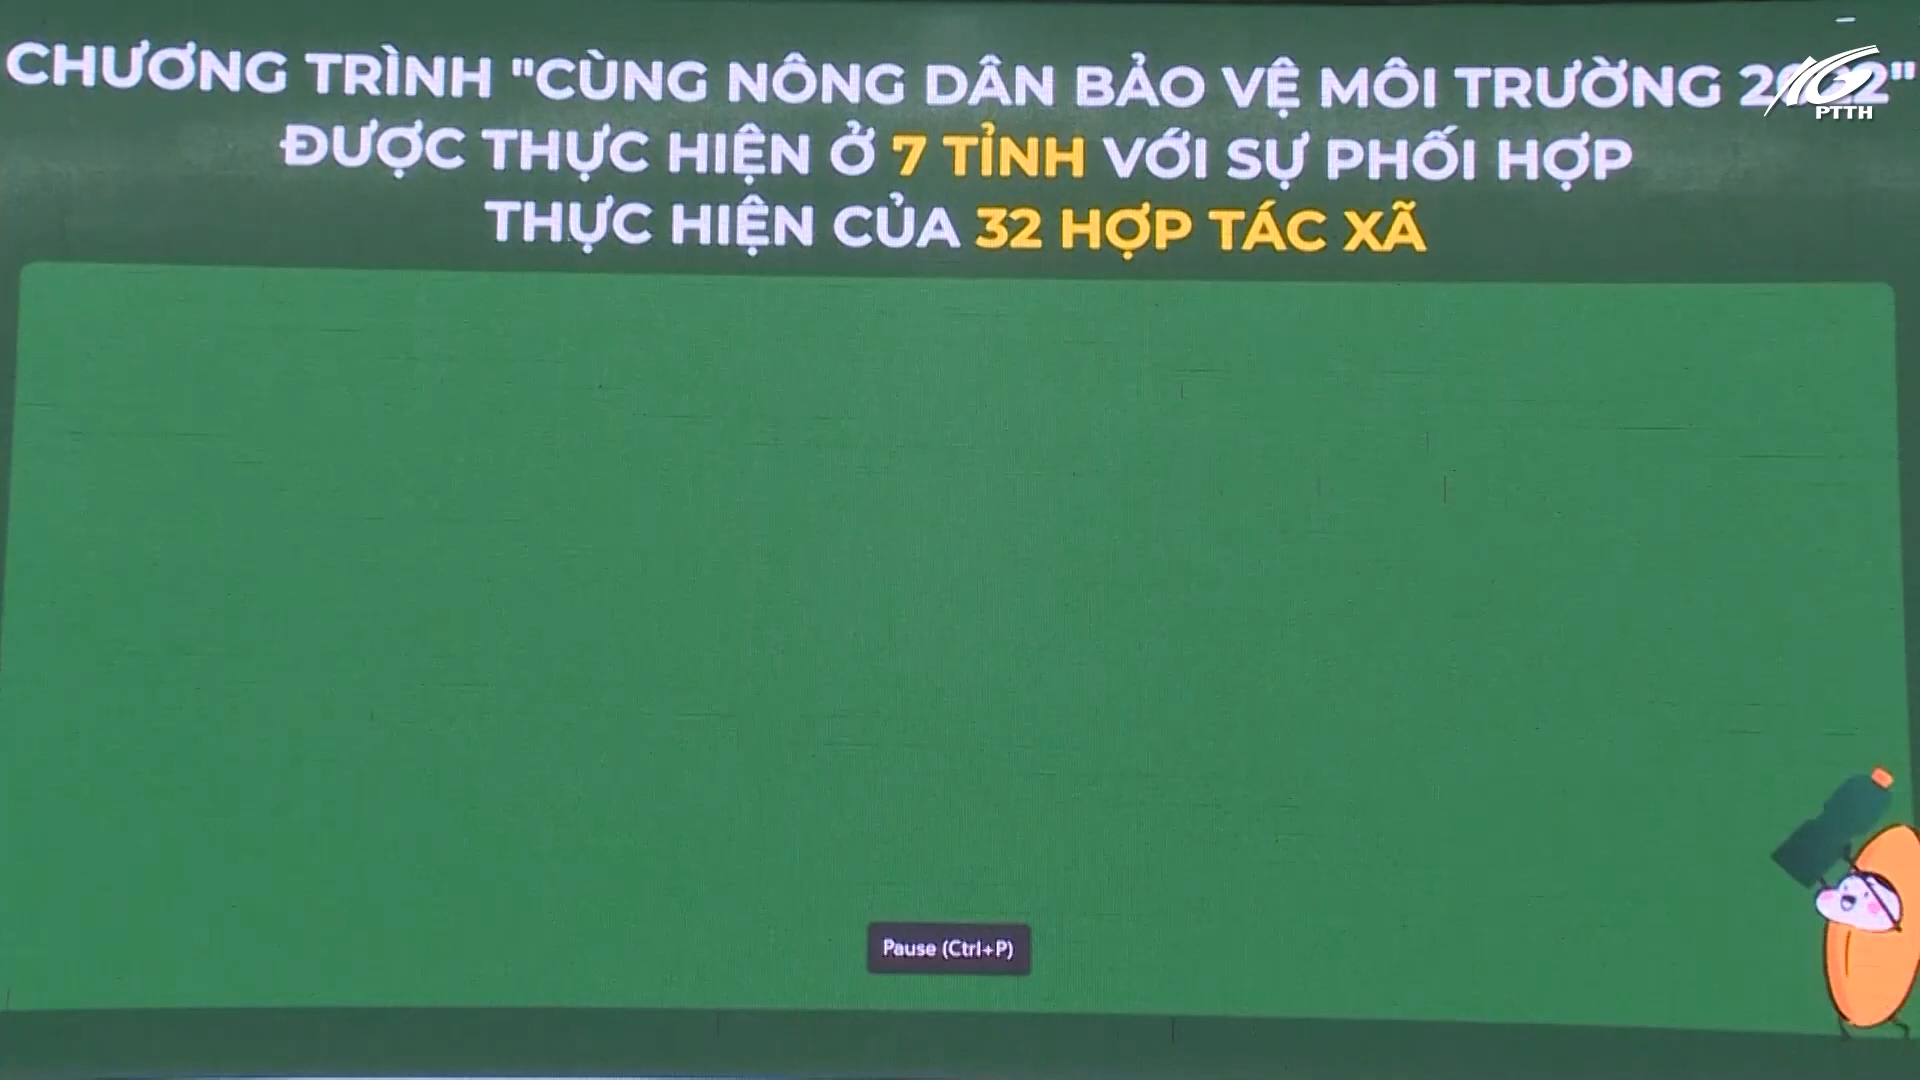 CHƯƠNG TRÌNH "CÙNG NÔNG DÂN BẢO VỆ MÔI TRƯỜNG 2022"
PTTH
ĐƯỢC THỰC HIỆN Ở 7 TỈNH VỚI SỰ PHỐI HỢP
THỰC HIỆN CỦA 32 HỢP TÁC XÃ
Pause (Ctrl+P)